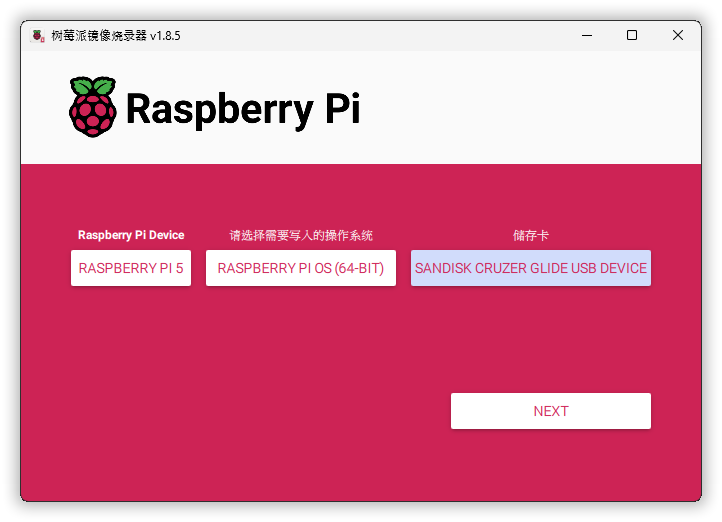 树莓派镜像烧录器 v1.8.5
Raspberry Pi
Raspberry Pi Device
请选择需要写入的操作系统
储存卡
RASPBERRY PI 5
RASPBERRY PI OS (64-BIT)
SANDISK CRUZER GLIDE USB DEVICE
NEXT